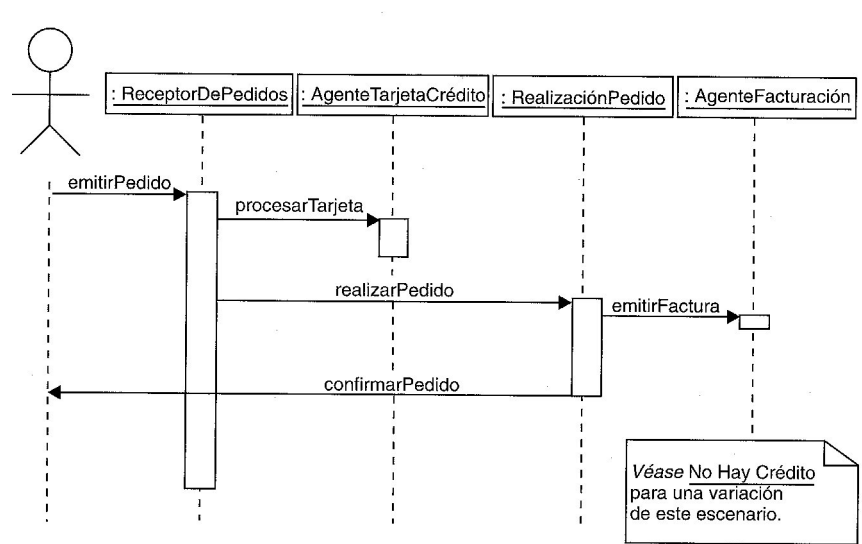 : ReceptorDePedidos
: AgenteTarjetaCrédito
: RealizaciónPedido
: AgenteFacturación
emitirPedido
procesarTarjeta
realizarPedido
emitirFactura
confirmarPedido
Véase No Hay Crédito
para una variación
de este escenario.